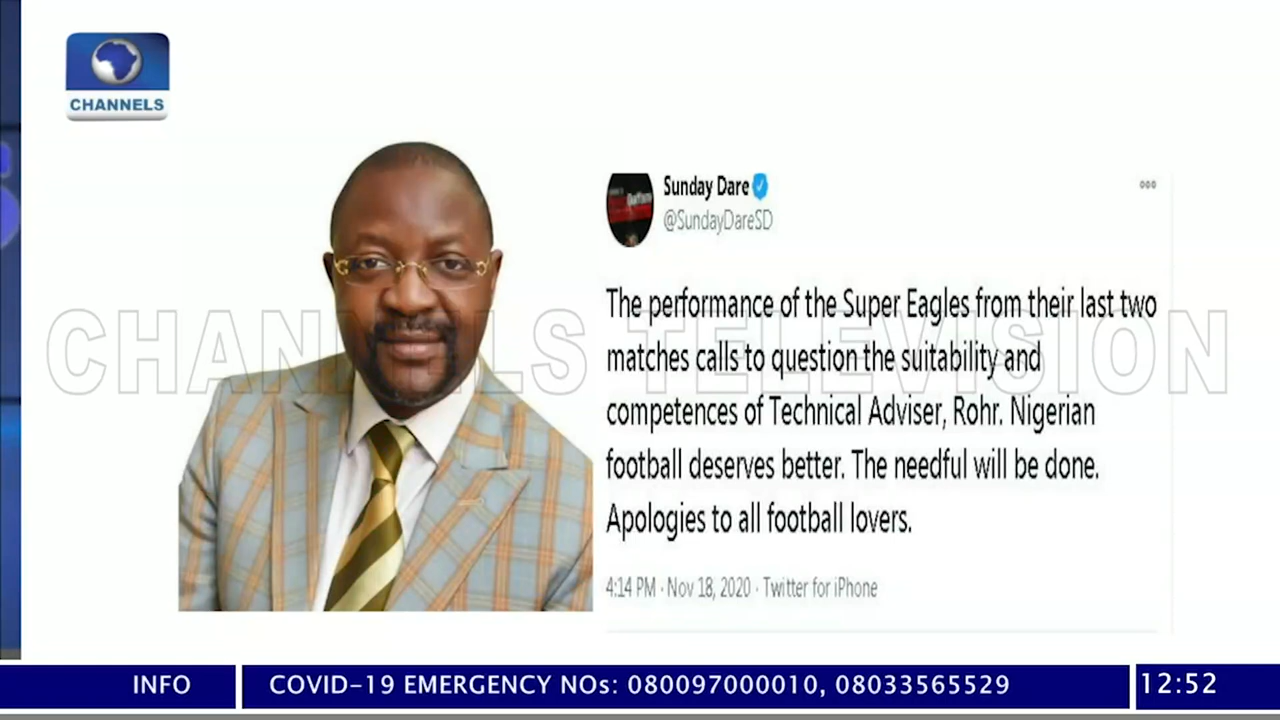 CHANNELS
Sunday Dare
@SundayDareSD
The performance of the Super Eagles from their last two
matches calls to question the suitability and
competences of Technical Adviser, Rohr. Nigerian
football deserves better. The needful will be done.
Apologies to all football lovers.
4:14 PM · Nov 18, 2020 · Twitter for iPhone
CHANNELS TELEVISION
INFO
COVID-19 EMERGENCY NOs: 080097000010, 08033565529
12:52